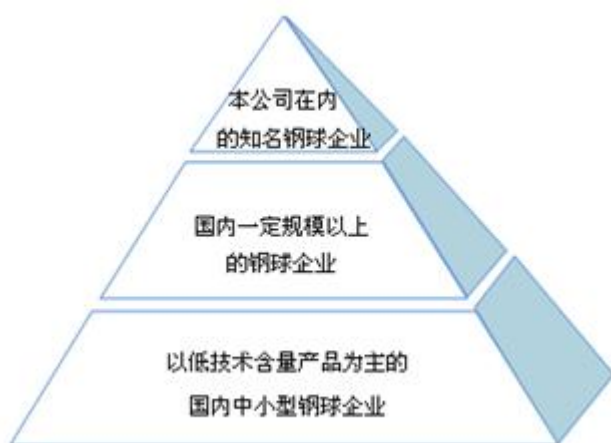 本公司在内
的知名钢球企业
国内一定规模以上
的钢球企业
以低技术含量产品为主的
国内中小型钢球企业